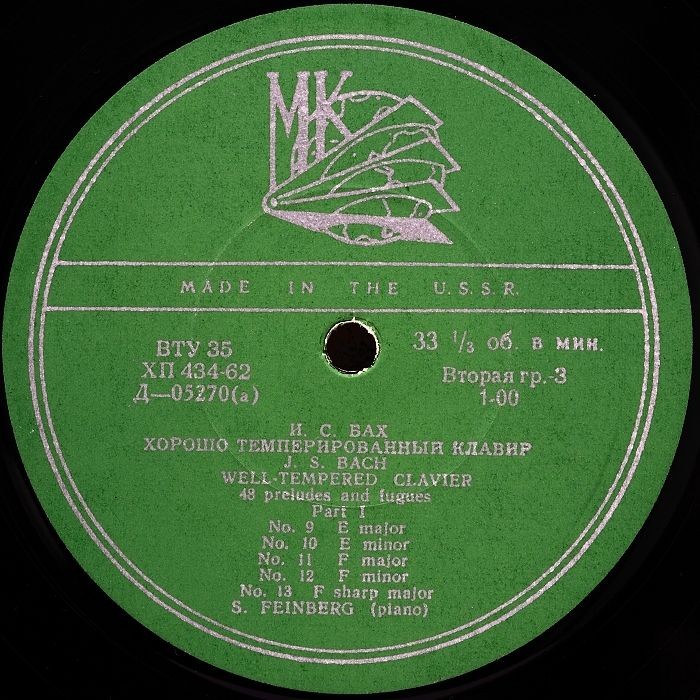 МК
MADE IN THE U.S.S.R.
ВТУ 35
ХП 434-62
Д—05270(а)
33 1/3 об. в мин.
Вторая гр.-3
1-00
И. С. БАХ
ХОРОШО ТЕМПЕРИРОВАННЫЙ КЛАВИР
J. S. BACH
WELL-TEMPERED CLAVIER
48 preludes and fugues
Part I
No. 9 E major
No. 10 E minor
No. 11 F major
No. 12 F minor
No. 13 F sharp major
S. FEINBERG (piano)